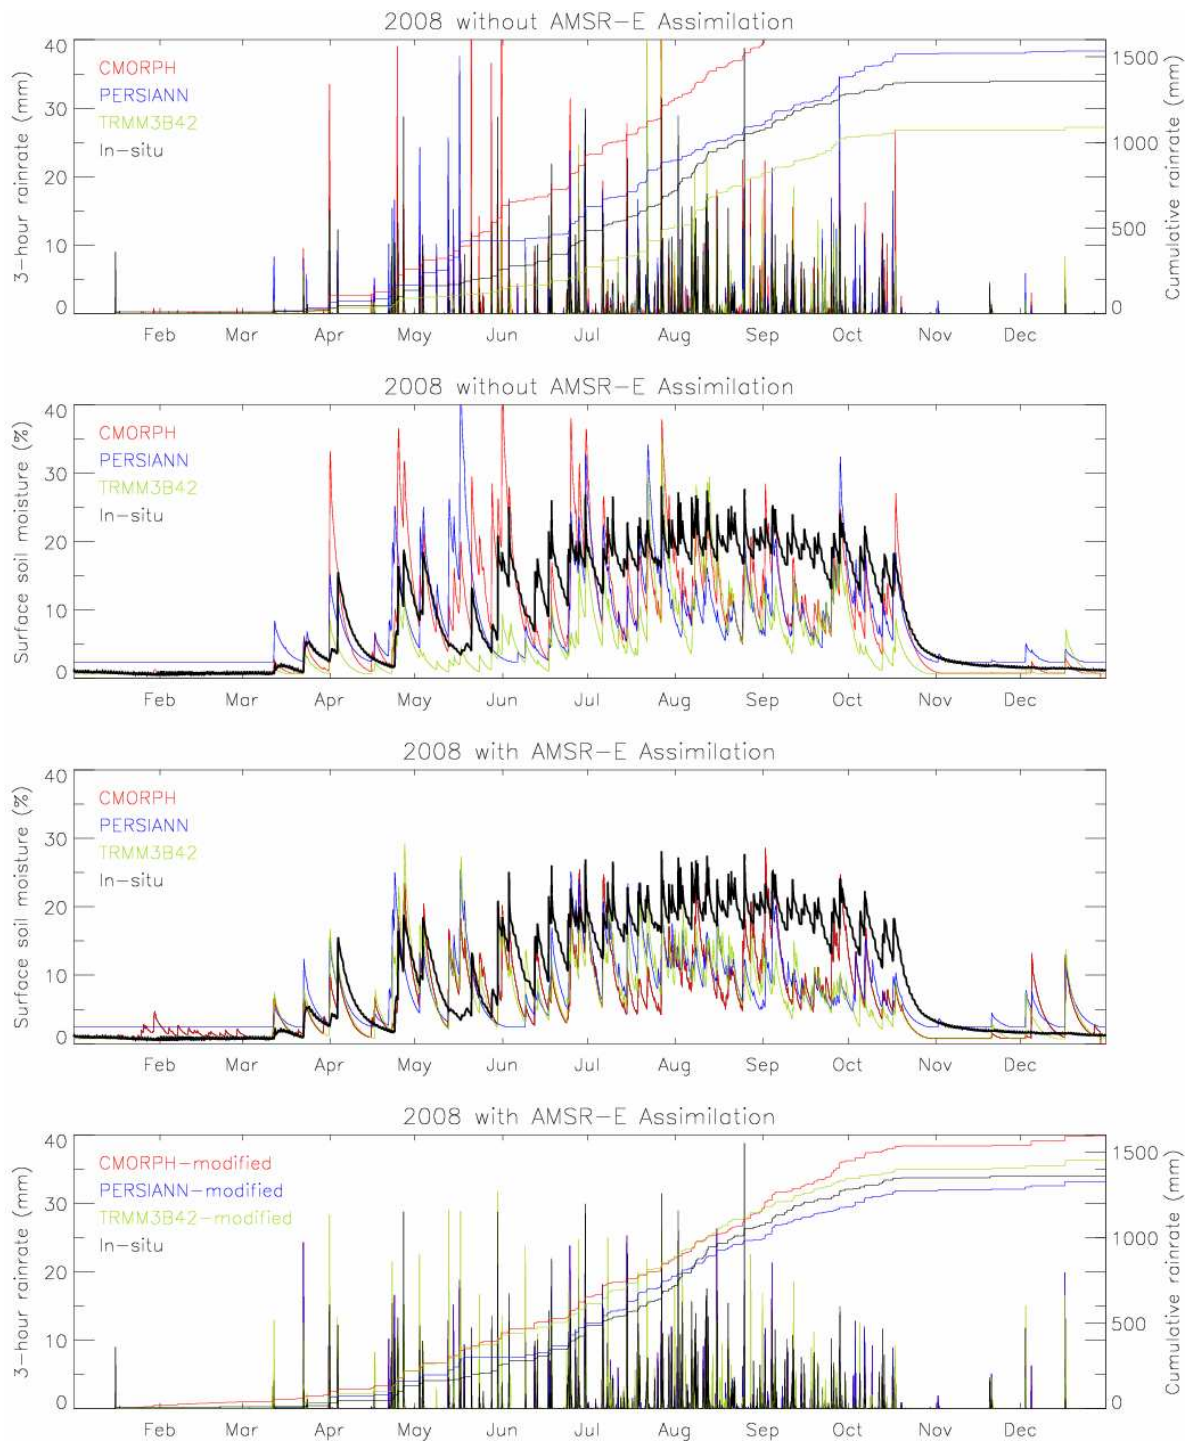 2008 without AMSR-E Assimilation
3-hour rainrate (mm)
40
30
20
10
0
CMORPH
PERSIANN
TRMM3B42
In-situ
1500
1000
500
0
Cumulative rainrate (mm)
Feb Mar Apr May Jun Jul Aug Sep Oct Nov Dec
2008 without AMSR-E Assimilation
Surface soil moisture (%)
40
30
20
10
0
CMORPH
PERSIANN
TRMM3B42
In-situ
Feb Mar Apr May Jun Jul Aug Sep Oct Nov Dec
2008 with AMSR-E Assimilation
Surface soil moisture (%)
40
30
20
10
0
CMORPH
PERSIANN
TRMM3B42
In-situ
Feb Mar Apr May Jun Jul Aug Sep Oct Nov Dec
2008 with AMSR-E Assimilation
3-hour rainrate (mm)
40
30
20
10
0
CMORPH-modified
PERSIANN-modified
TRMM3B42-modified
In-situ
1500
1000
500
0
Cumulative rainrate (mm)
Feb Mar Apr May Jun Jul Aug Sep Oct Nov Dec